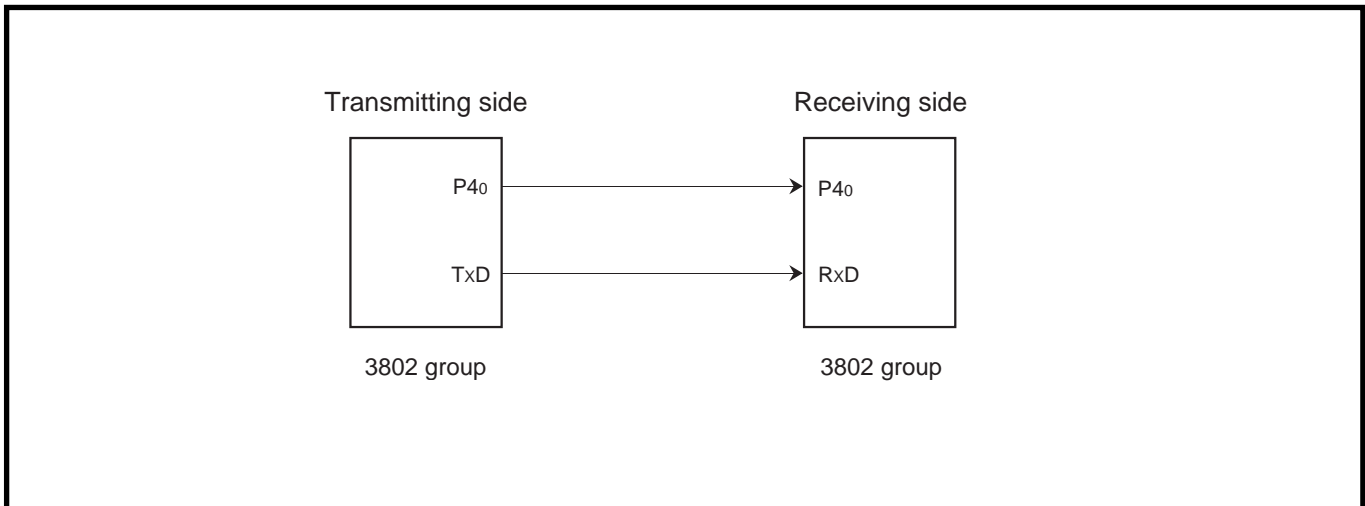 Transmitting side Receiving side
P40 P40
TxD RxD
3802 group 3802 group